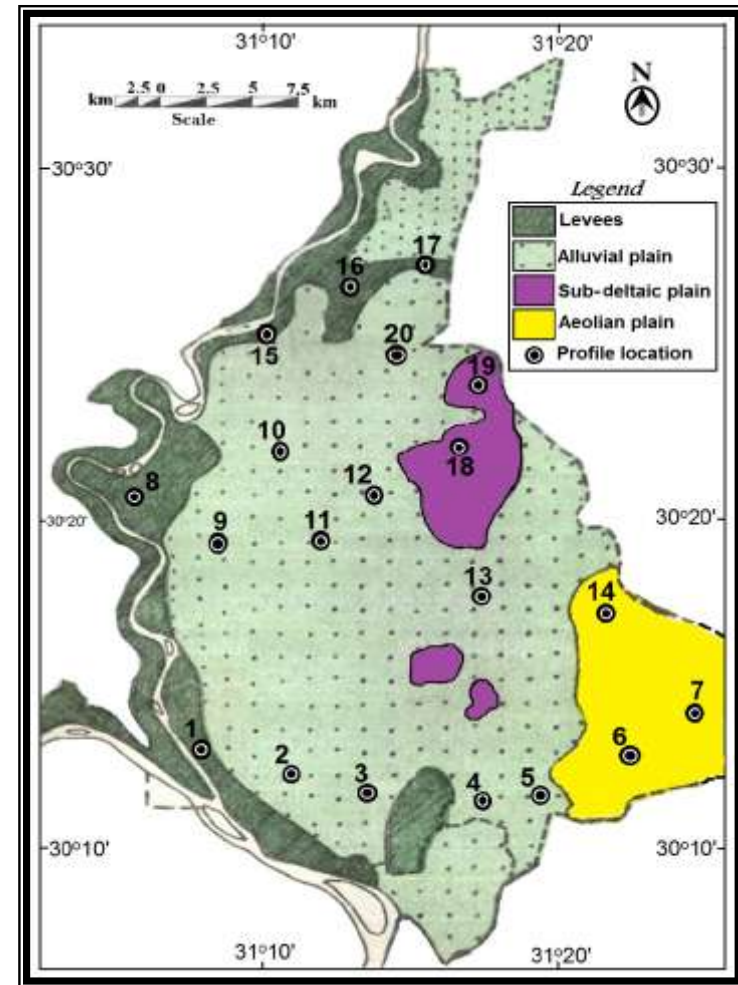 31°10' 31°20'
2.5 0 2.5 5 7.5
km km
Scale
N
30°30' 30°30'
Legend
Levees
Alluvial plain
Sub-deltaic plain
Aeolian plain
Profile location
17
16
15
20
19
10
18
12
8
9
11
30°20' 30°20'
13
14
7
1
6
2
3
4
5
30°10' 30°10'
31°10' 31°20'